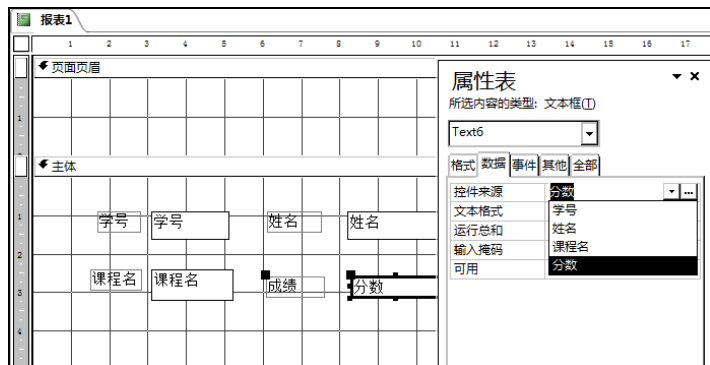 报表1
1 2 3 4 5 6 7 8 9 10 11 12 13 14 15 16 17
页面页眉
1
主体
1
2
3
4
学号 学号 姓名 姓名
课程名 课程名 成绩 分数
属性表
所选内容的类型: 文本框(T)
Text6
格式 数据 事件 其他 全部
控件来源 分数
文本格式 学号
运行总和 姓名
输入掩码 课程名
可用 分数